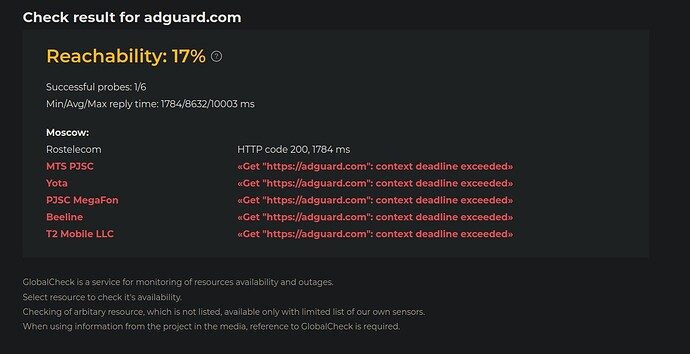 Check result for adguard.com
Reachability: 17% ?
Successful probes: 1/6
Min/Avg/Max reply time: 1784/8632/10003 ms
Moscow:
Rostelecom HTTP code 200, 1784 ms
MTS PJSC «Get "https://adguard.com": context deadline exceeded»
Yota «Get "https://adguard.com": context deadline exceeded»
PJSC MegaFon «Get "https://adguard.com": context deadline exceeded»
Beeline «Get "https://adguard.com": context deadline exceeded»
T2 Mobile LLC «Get "https://adguard.com": context deadline exceeded»
GlobalCheck is a service for monitoring of resources availability and outages.
Select resource to check it's availability.
Checking of arbitary resource, which is not listed, available only with limited list of our own sensors.
When using information from the project in the media, reference to GlobalCheck is required.